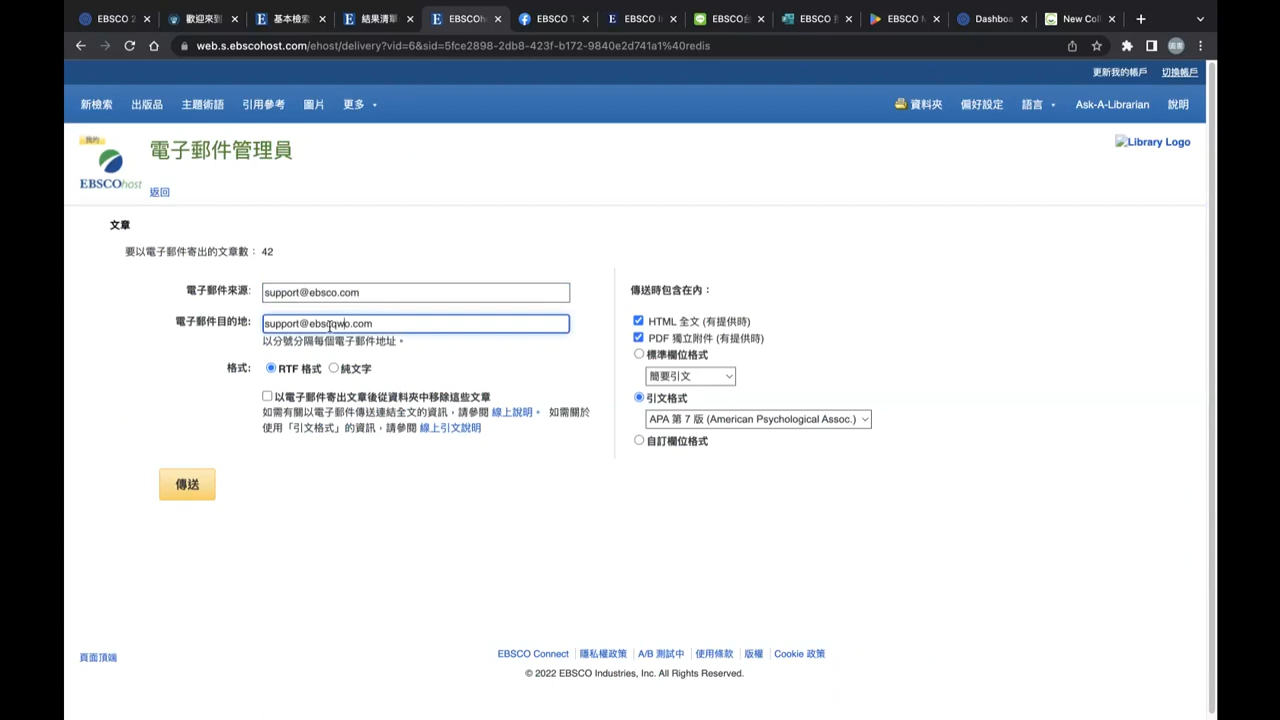 EBSCO 2
歡迎來到
基本檢索
結果清單
EBSCOh
EBSCO T
EBSCO I
EBSCO台
EBSCO
EBSCO M
Dashboa
New Col
web.s.ebscohost.com/ehost/delivery?vid=6&sid=5fce2898-2db8-423f-b172-9840e2d741a1%40redis
更新我的帳戶 切換帳戶
新檢索 出版品 主題術語 引用參考 圖片 更多 資料夾 偏好設定 語言 Ask-A-Librarian 說明
我的
EBSCOhost
電子郵件管理員
Library Logo
返回
文章
要以電子郵件寄出的文章數： 42
電子郵件來源: support@ebsco.com
電子郵件目的地:
以分號分隔每個電子郵件地址。
格式: RTF 格式 純文字
以電子郵件寄出文章後從資料夾中移除這些文章
如需有關以電子郵件傳送連結全文的資訊，請參閱 線上說明。 如需關於
使用「引文格式」的資訊，請參閱 線上引文說明
傳送
傳送時包含在內：
HTML 全文 (有提供時)
PDF 獨立附件 (有提供時)
標準欄位格式
簡要引文
引文格式
APA 第 7 版 (American Psychological Assoc.)
自訂欄位格式
頁面頂端
EBSCO Connect 隱私權政策 A/B 測試中 使用條款 版權 Cookie 政策
© 2022 EBSCO Industries, Inc. All Rights Reserved.